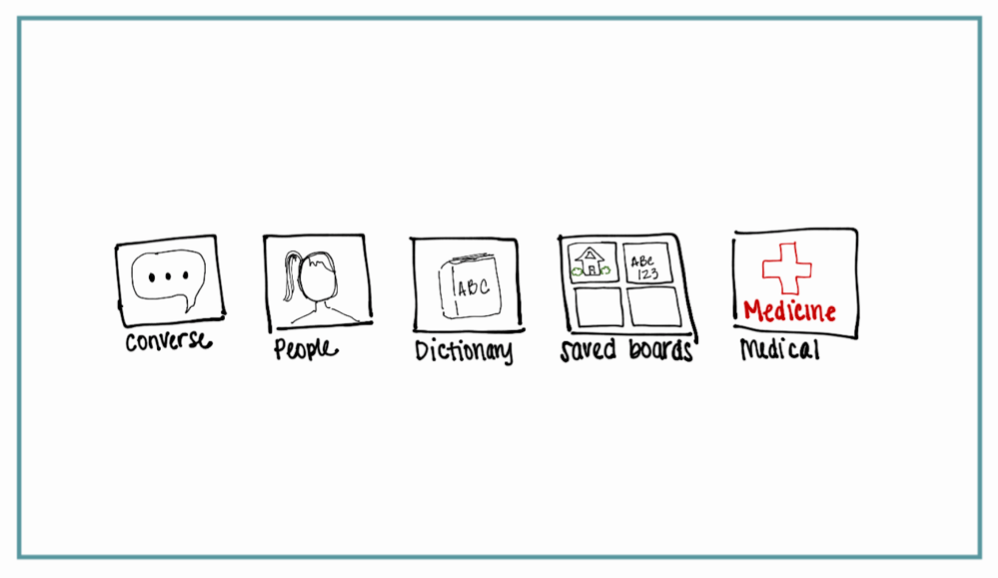 ABC
ABC
123
Medicine
Converse
People
Dictionary
saved boards
Medical